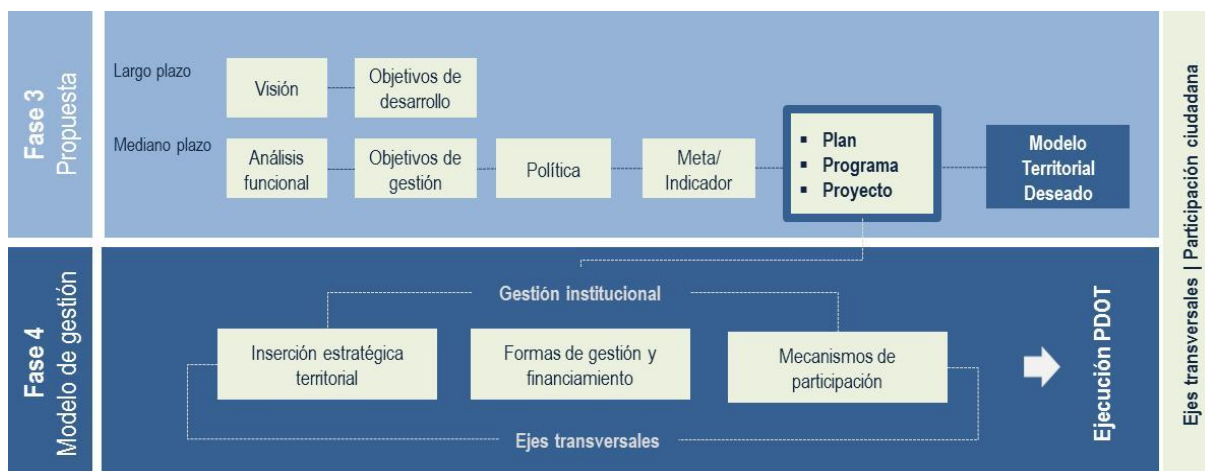 Fase 3
Propuesta
Largo plazo
Visión
Objetivos de
desarrollo
Mediano plazo
Análisis
funcional
Objetivos de
gestión
Política
Meta/
Indicador
▪ Plan
▪ Programa
▪ Proyecto
Modelo
Territorial
Deseado
Fase 4
Modelo de gestión
Gestión institucional
Inserción estratégica
territorial
Formas de gestión y
financiamiento
Mecanismos de
participación
Ejes transversales
Ejecución PDOT
Ejes transversales | Participación ciudadana